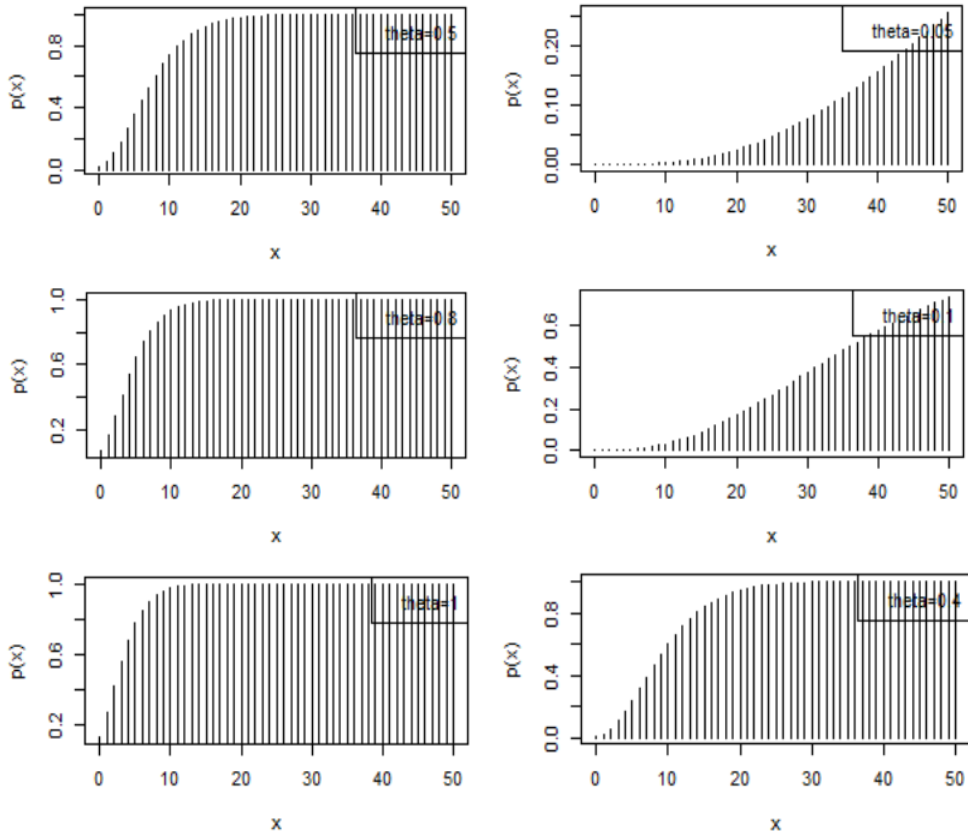 theta=0.5
p(x)
0.0 0.4 0.8
0 10 20 30 40 50
x
theta=0.05
p(x)
0.00 0.10 0.20
0 10 20 30 40 50
x
theta=0.8
p(x)
0.2 0.6 1.0
0 10 20 30 40 50
x
theta=0.1
p(x)
0.0 0.2 0.4 0.6
0 10 20 30 40 50
x
theta=1
p(x)
0.2 0.6 1.0
0 10 20 30 40 50
x
theta=0.4
p(x)
0.0 0.4 0.8
0 10 20 30 40 50
x